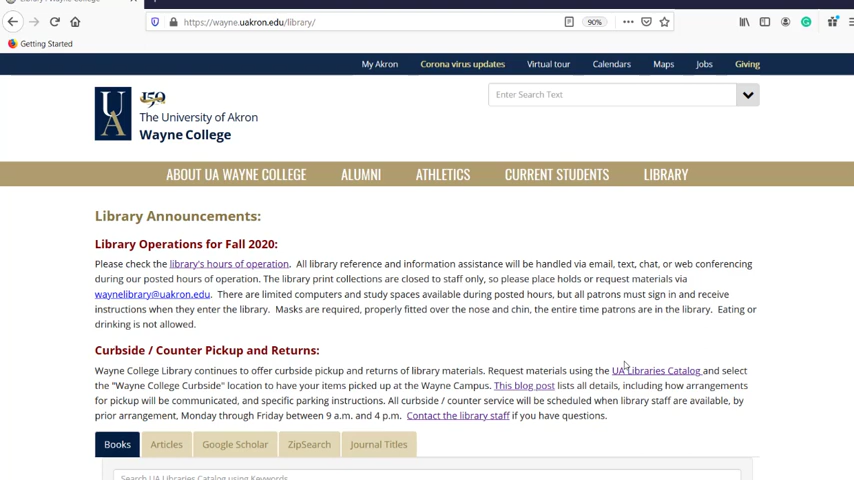 https://wayne.uakron.edu/library/
90%
Getting Started
My Akron Corona virus updates Virtual tour Calendars Maps Jobs Giving
UA
150
The University of Akron
Wayne College
Enter Search Text
ABOUT UA WAYNE COLLEGE ALUMNI ATHLETICS CURRENT STUDENTS LIBRARY
Library Announcements:
Library Operations for Fall 2020:
Please check the library's hours of operation. All library reference and information assistance will be handled via email, text, chat, or web conferencing
during our posted hours of operation. The library print collections are closed to staff only, so please place holds or request materials via
waynelibrary@uakron.edu. There are limited computers and study spaces available during posted hours, but all patrons must sign in and receive
instructions when they enter the library. Masks are required, properly fitted over the nose and chin, the entire time patrons are in the library. Eating or
drinking is not allowed.
Curbside / Counter Pickup and Returns:
Wayne College Library continues to offer curbside pickup and returns of library materials. Request materials using the UA Libraries Catalog and select
the "Wayne College Curbside" location to have your items picked up at the Wayne Campus. This blog post lists all details, including how arrangements
for pickup will be communicated, and specific parking instructions. All curbside / counter service will be scheduled when library staff are available, by
prior arrangement, Monday through Friday between 9 a.m. and 4 p.m. Contact the library staff if you have questions.
Books Articles Google Scholar ZipSearch Journal Titles
Search UA Libraries Catalog using Keywords